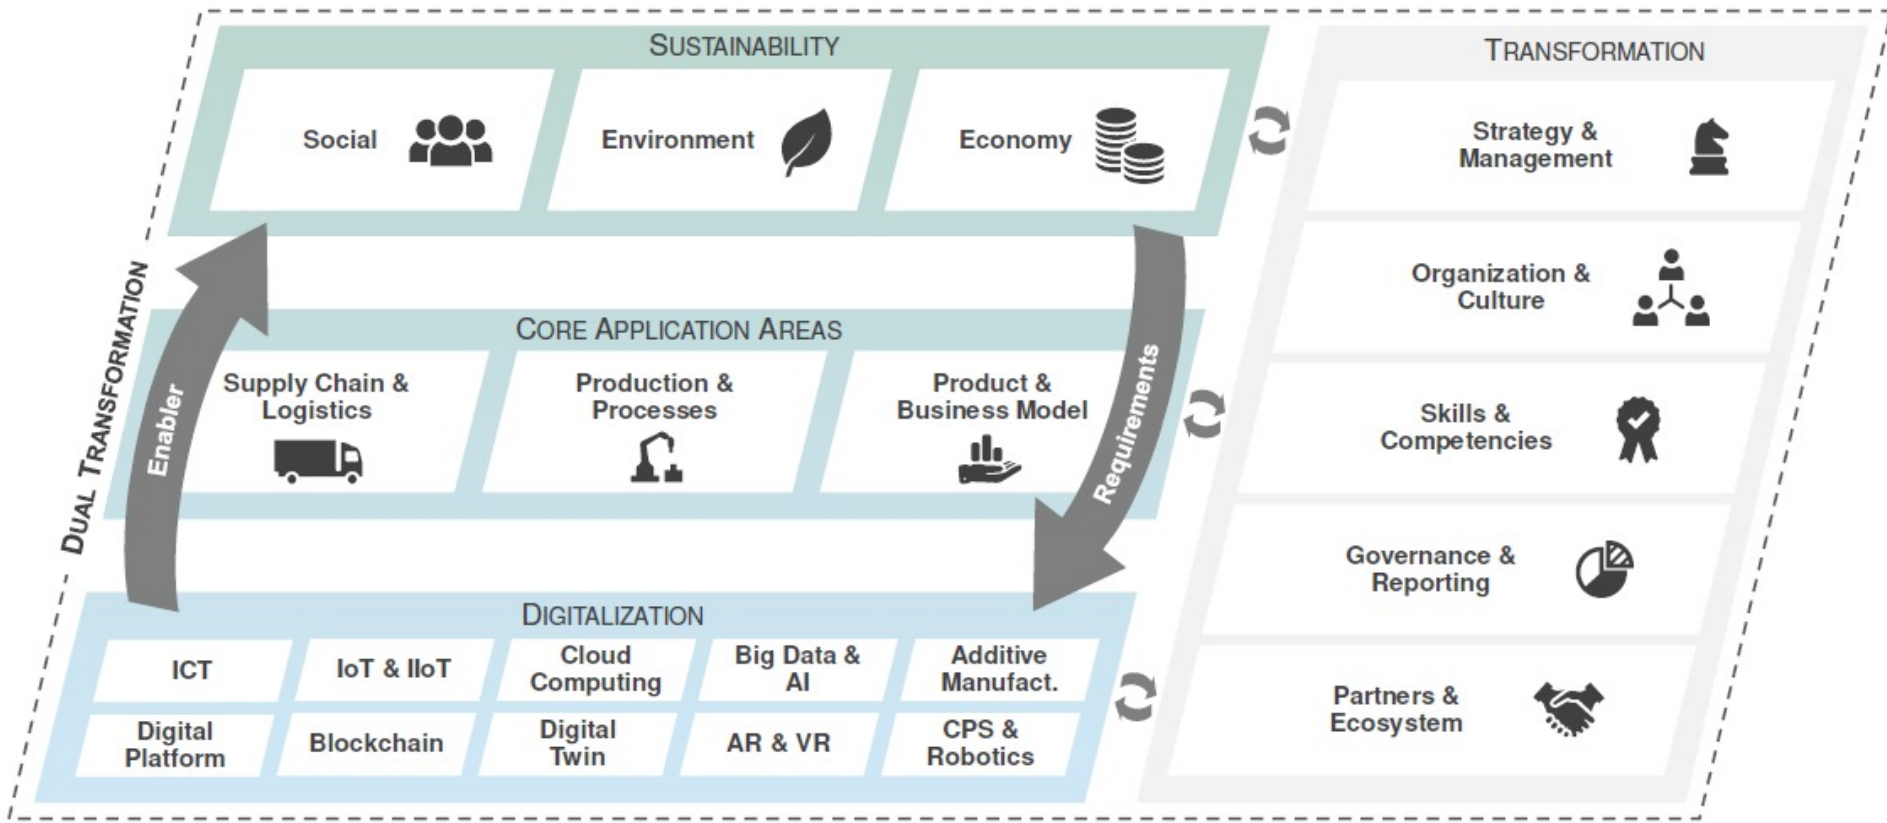 DUAL TRANSFORMATION
SUSTAINABILITY
Social
Environment
Economy
Enabler
Requirements
CORE APPLICATION AREAS
Supply Chain &
Logistics
Production &
Processes
Product &
Business Model
DIGITALIZATION
ICT
IoT & IIoT
Cloud
Computing
Big Data &
AI
Additive
Manufact.
Digital
Platform
Blockchain
Digital
Twin
AR & VR
CPS &
Robotics
TRANSFORMATION
Strategy &
Management
Organization &
Culture
Skills &
Competencies
Governance &
Reporting
Partners &
Ecosystem